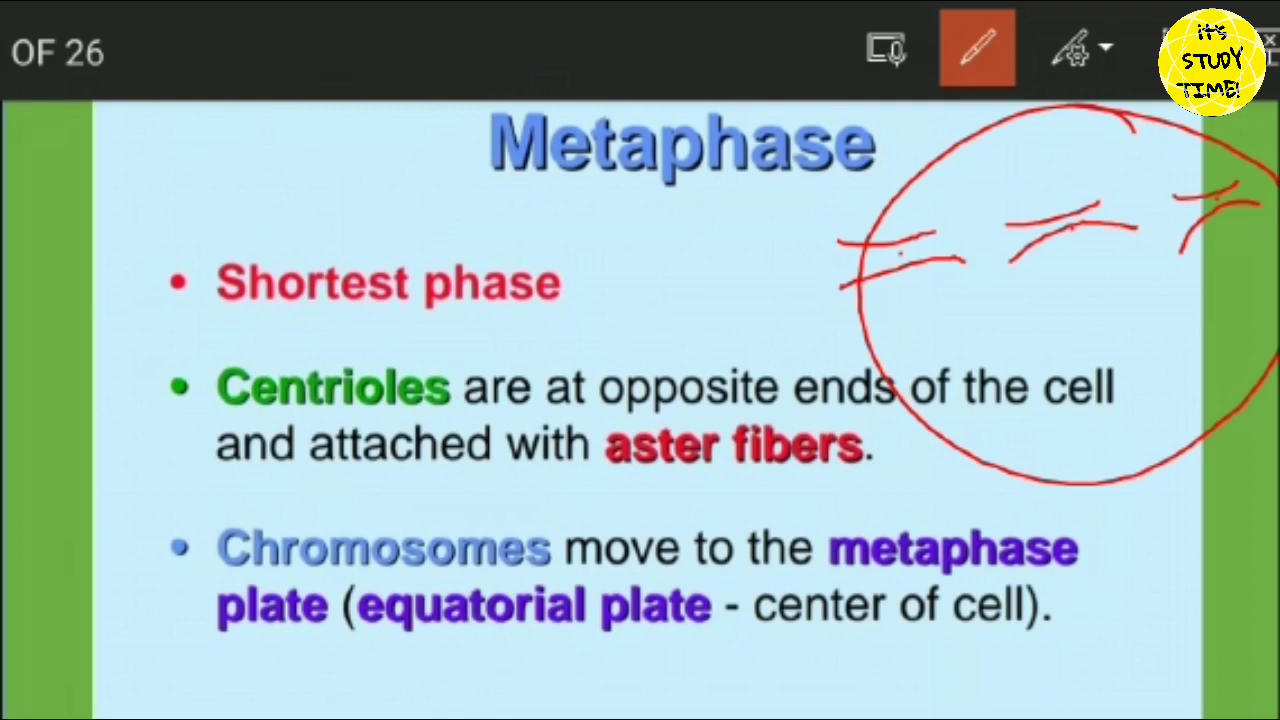 OF 26
its
STUDY
TIME!
Metaphase
• Shortest phase
• Centrioles are at opposite ends of the cell
and attached with aster fibers.
• Chromosomes move to the metaphase
plate (equatorial plate - center of cell).